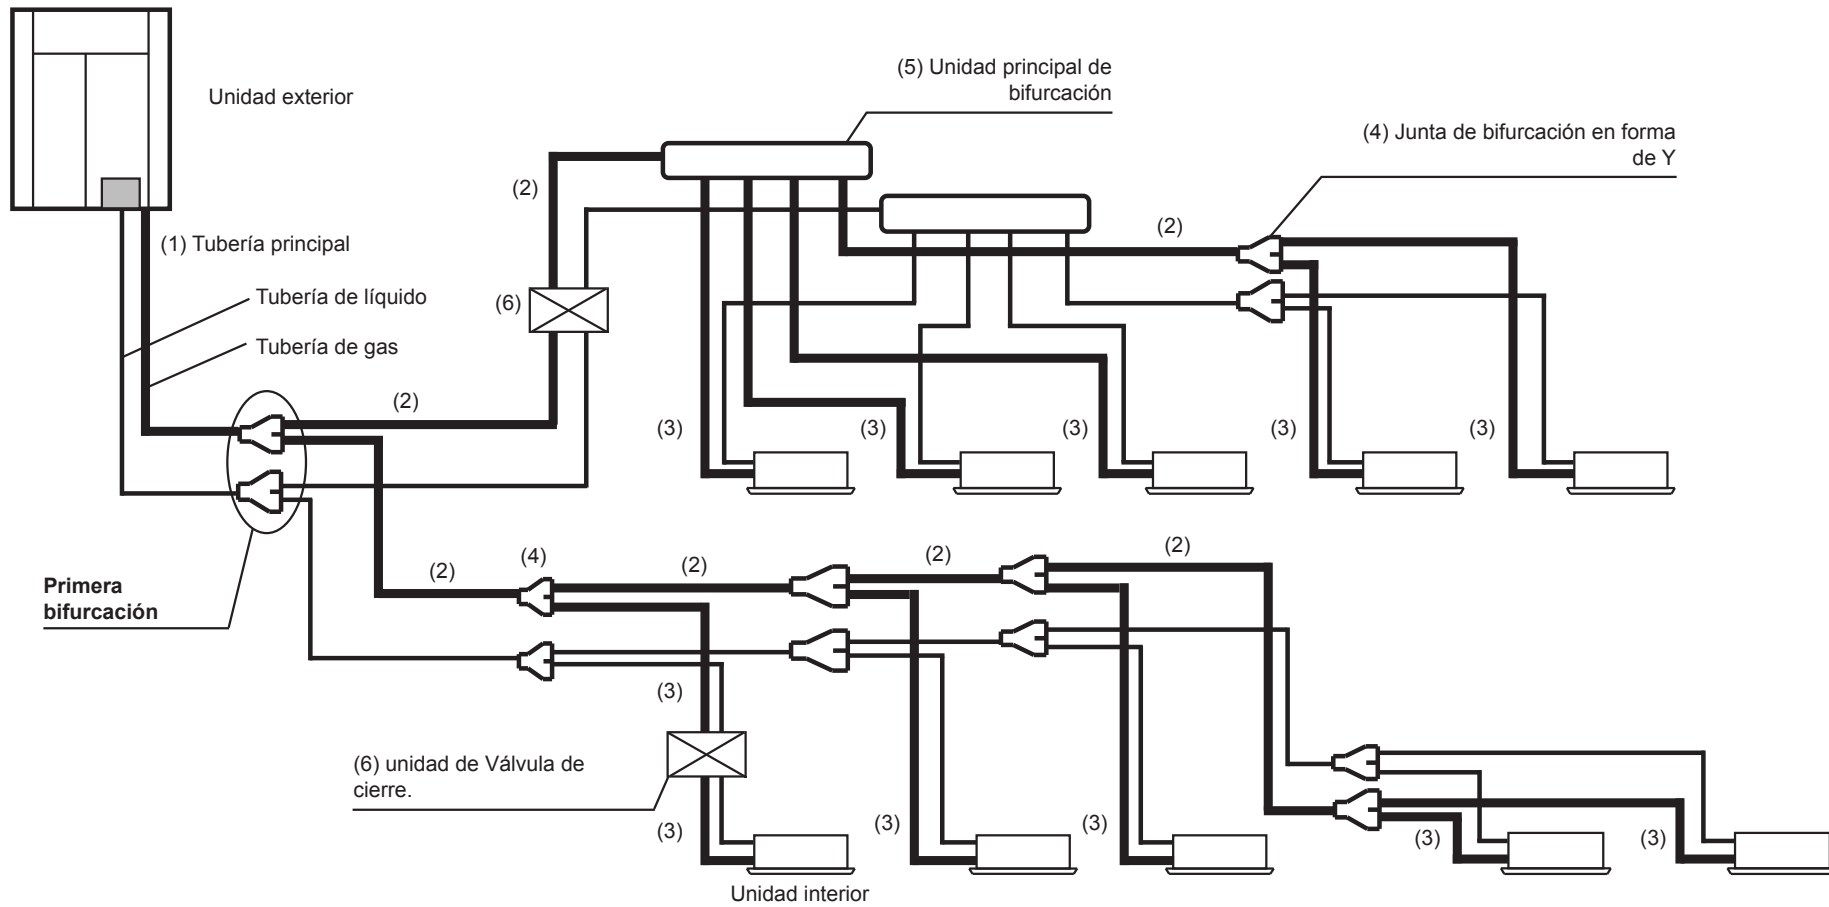 Unidad exterior
(5) Unidad principal de
bifurcación
(4) Junta de bifurcación en forma
de Y
(2)
(2)
(1) Tubería principal
Tubería de líquido
(6)
Tubería de gas
(2)
(3)
(3)
(3)
(3)
(3)
Primera
bifurcación
(2)
(4)
(2)
(2)
(2)
(3)
(6) unidad de Válvula de
cierre.
(3)
(3)
(3)
(3)
(3)
Unidad interior